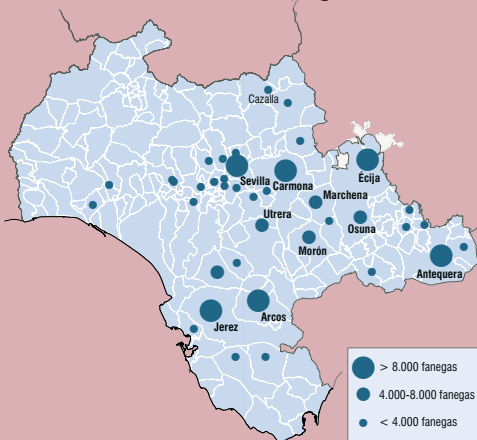 Cazalla
Sevilla
Carmona
Écija
Marchena
Utrera
Osuna
Morón
Antequera
Arcos
Jerez
> 8.000 fanegas
4.000-8.000 fanegas
< 4.000 fanegas